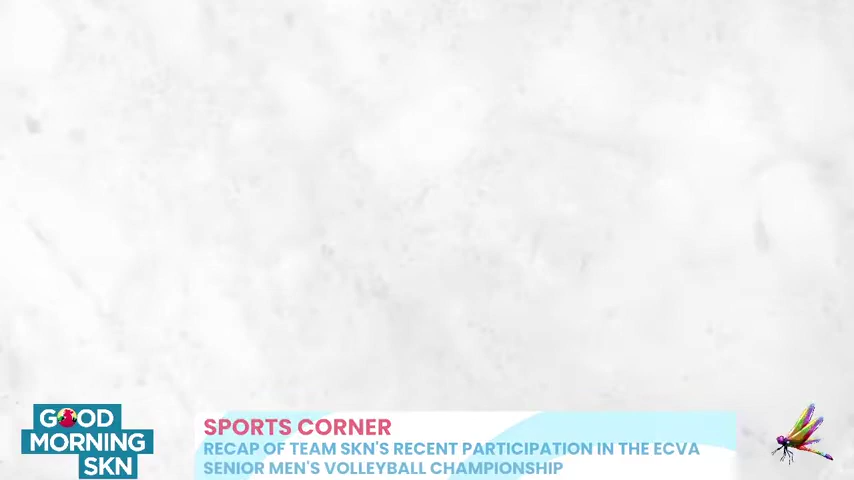 GOOD
MORNING
SKN
SPORTS CORNER
RECAP OF TEAM SKN'S RECENT PARTICIPATION IN THE ECVA
SENIOR MEN'S VOLLEYBALL CHAMPIONSHIP